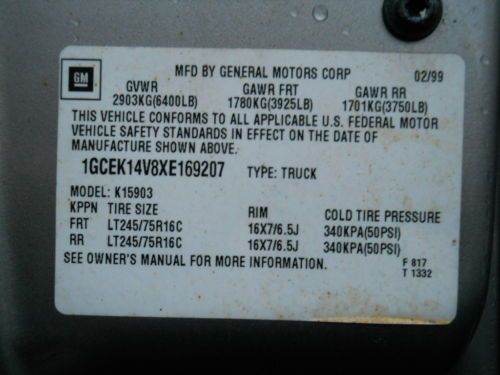 GM
MFD BY GENERAL MOTORS CORP 02/99
GVWR GAWR FRT GAWR RR
2903KG(6400LB) 1780KG(3925LB) 1701KG(3750LB)
THIS VEHICLE CONFORMS TO ALL APPLICABLE U.S. FEDERAL MOTOR
VEHICLE SAFETY STANDARDS IN EFFECT ON THE DATE OF
MANUFACTURE SHOWN ABOVE.
1GCEK14V8XE169207 TYPE: TRUCK
MODEL: K15903
KPPN TIRE SIZE RIM COLD TIRE PRESSURE
FRT LT245/75R16C 16X7/6.5J 340KPA(50PSI)
RR LT245/75R16C 16X7/6.5J 340KPA(50PSI)
SEE OWNER'S MANUAL FOR MORE INFORMATION. F 817
T 1332